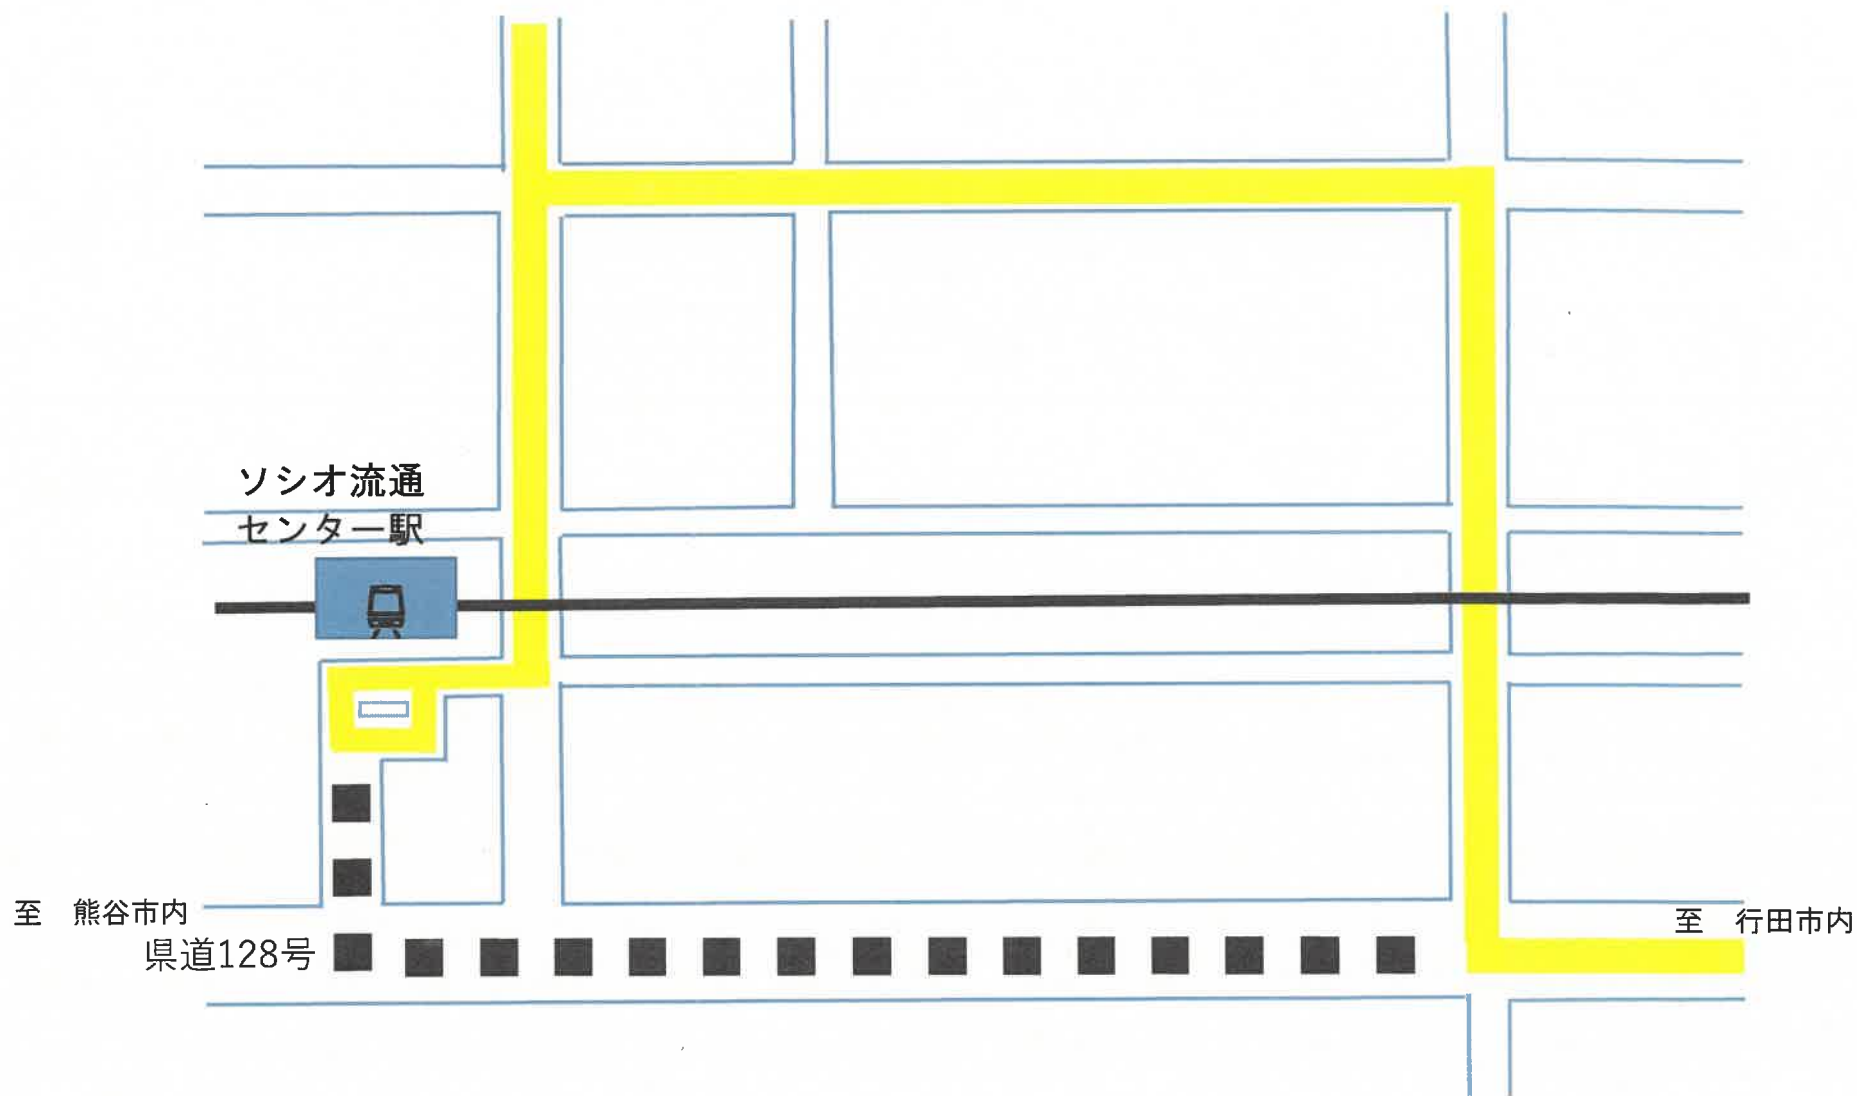 ソシオ流通
センター駅
至　熊谷市内
至　行田市内
県道128号